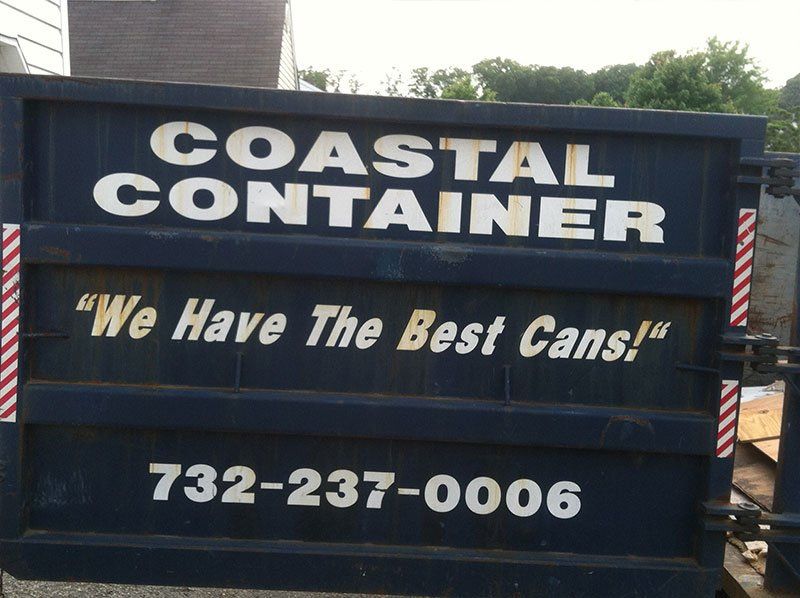 COASTAL
CONTAINER
“We Have The Best Cans!“
732-237-0006